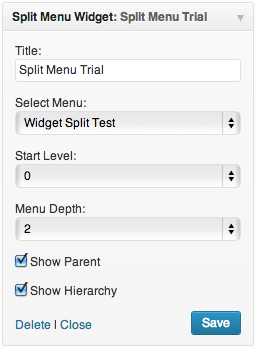 Split Menu Widget: Split Menu Trial
Title:
Split Menu Trial
Select Menu:
Widget Split Test
Start Level:
0
Menu Depth:
2
Show Parent
Show Hierarchy
Delete | Close
Save